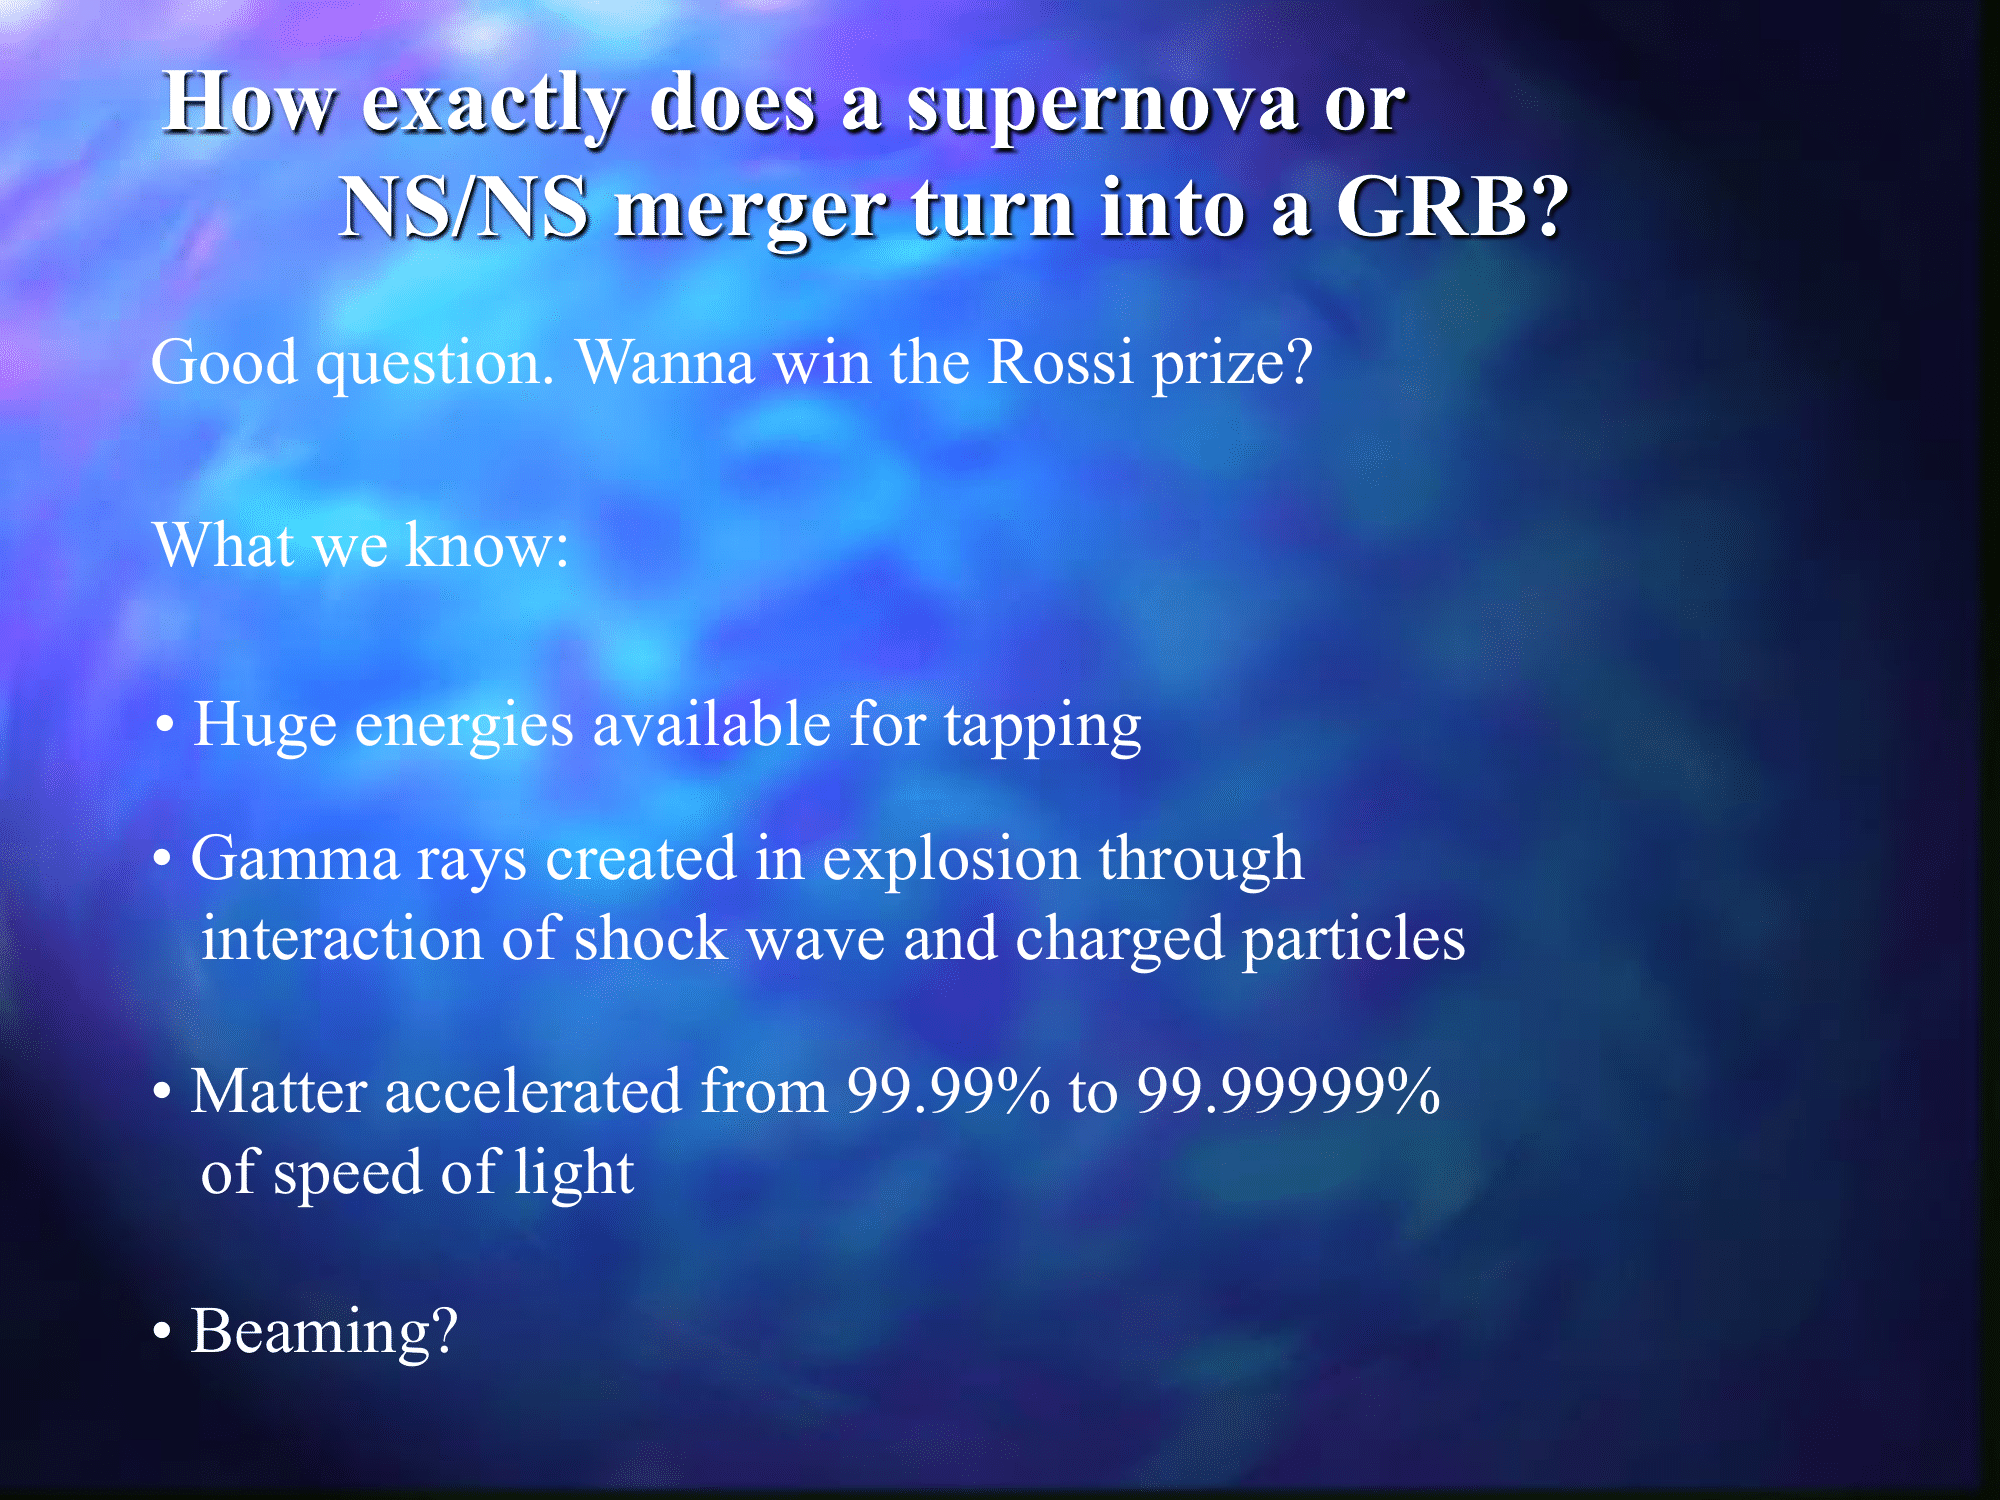 How exactly does a supernova or
NS/NS merger turn into a GRB?
Good question. Wanna win the Rossi prize?
What we know:
• Huge energies available for tapping
• Gamma rays created in explosion through
interaction of shock wave and charged particles
• Matter accelerated from 99.99% to 99.99999%
of speed of light
• Beaming?